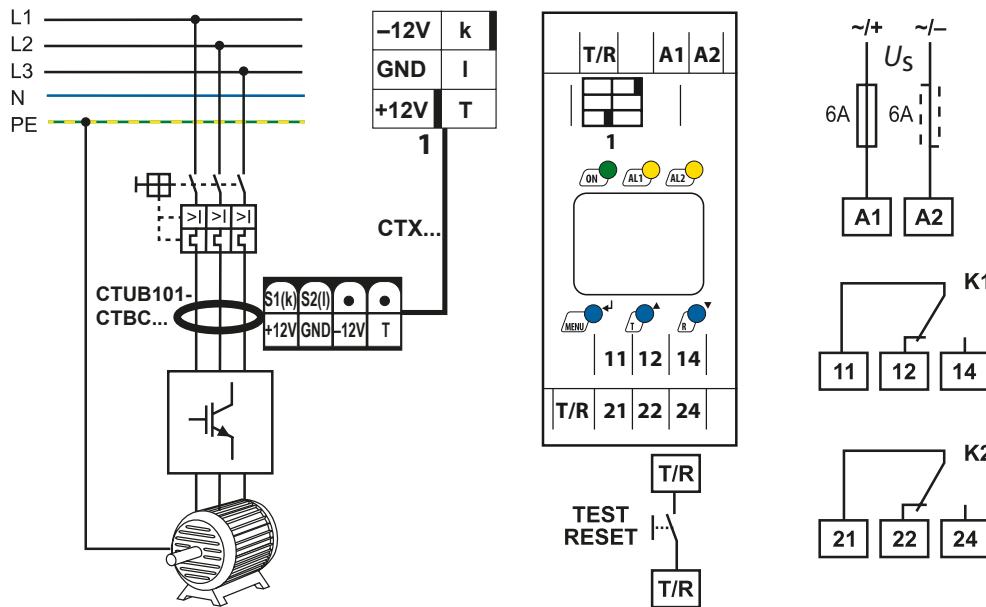 L1
L2
L3
N
PE
–12V k
GND l
+12V T
1
CTX...
>I >I >I
CTUB101-
CTBC...
S1(k) S2(l)
+12V GND –12V T
T/R A1 A2
1
ON AL1 AL2
MENU T R
11 12 14
T/R 21 22 24
T/R
TEST
RESET
T/R
~/+ ~/–
US
6A 6A
A1 A2
K1
11 12 14
K2
21 22 24